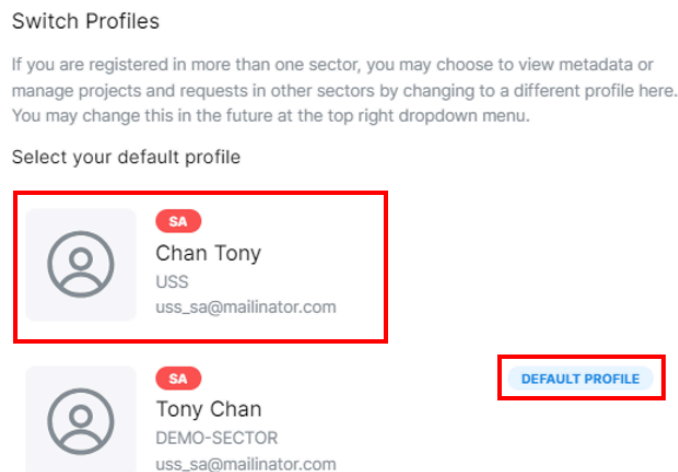 Switch Profiles
If you are registered in more than one sector, you may choose to view metadata or
manage projects and requests in other sectors by changing to a different profile here.
You may change this in the future at the top right dropdown menu.
Select your default profile
SA
Chan Tony
USS
uss_sa@mailinator.com
SA
DEFAULT PROFILE
Tony Chan
DEMO-SECTOR
uss_sa@mailinator.com